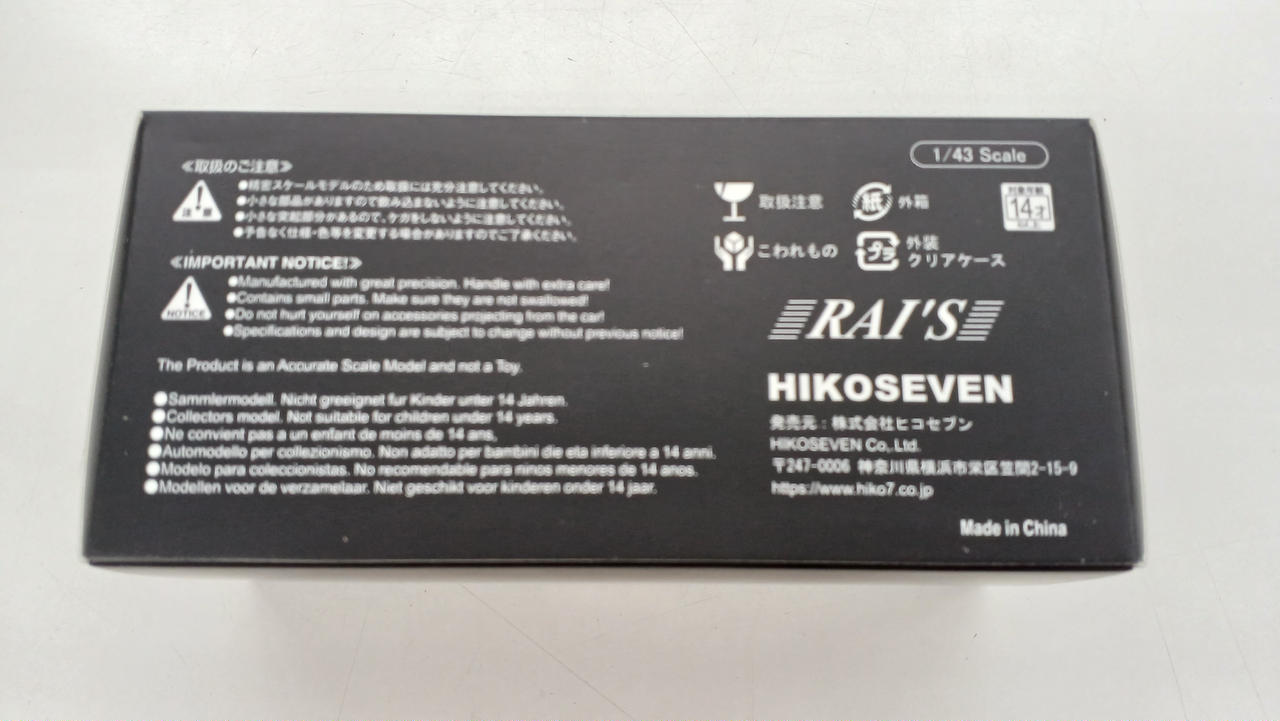 ≪取扱のご注意≫
注意
●精密スケールモデルのため取扱には充分注意してください。
●小さな部品がありますので飲み込まないように注意してください。
●小さな突起部分があるので、ケガをしないように注意してください。
●予告なく仕様・色等を変更する場合がありますのでご了承ください。
≪IMPORTANT NOTICE!≫
NOTICE
●Manufactured with great precision. Handle with extra care!
●Contains small parts. Make sure they are not swallowed!
●Do not hurt yourself on accessories projecting from the car!
●Specifications and design are subject to change without previous notice!
The Product is an Accurate Scale Model and not a Toy.
●Sammlermodell. Nicht greeignet fur Kinder unter 14 Jahren.
●Collectors model. Not suitable for children under 14 years.
●Ne convient pas a un enfant de moins de 14 ans,
●Automodello per collezionismo. Non adatto per bambini die eta inferiore a 14 anni.
●Modelo para coleccionistas. No recomendable para ninos menores de 14 anos.
●Modellen voor de verzamelaar. Niet geschikt voor kinderen onder 14 jaar.
1/43 Scale
取扱注意
紙
外箱
対象年齢
14才
こわれもの
プラ
外装
クリアケース
RAI'S
HIKOSEVEN
発売元：株式会社ヒコセブン
HIKOSEVEN Co,.Ltd.
〒247-0006 神奈川県横浜市栄区笠間2-15-9
https://www.hiko7.co.jp
Made in China